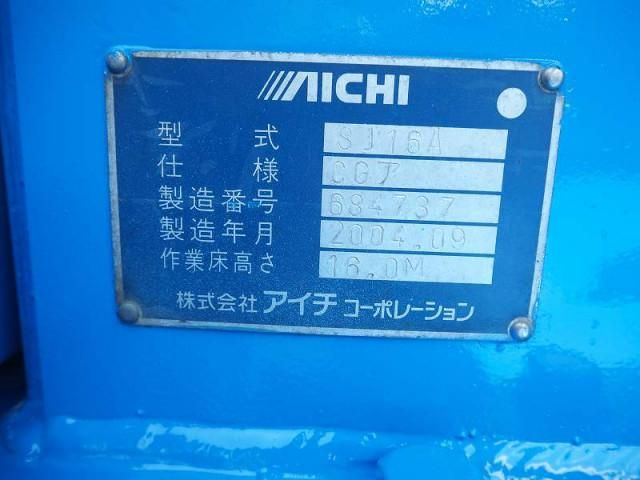 AICHI
型式 SJ16A
仕様 CGア
製造番号 684737
製造年月 2004.09
作業床高さ 16.0M
株式会社 アイチ コーポレーション